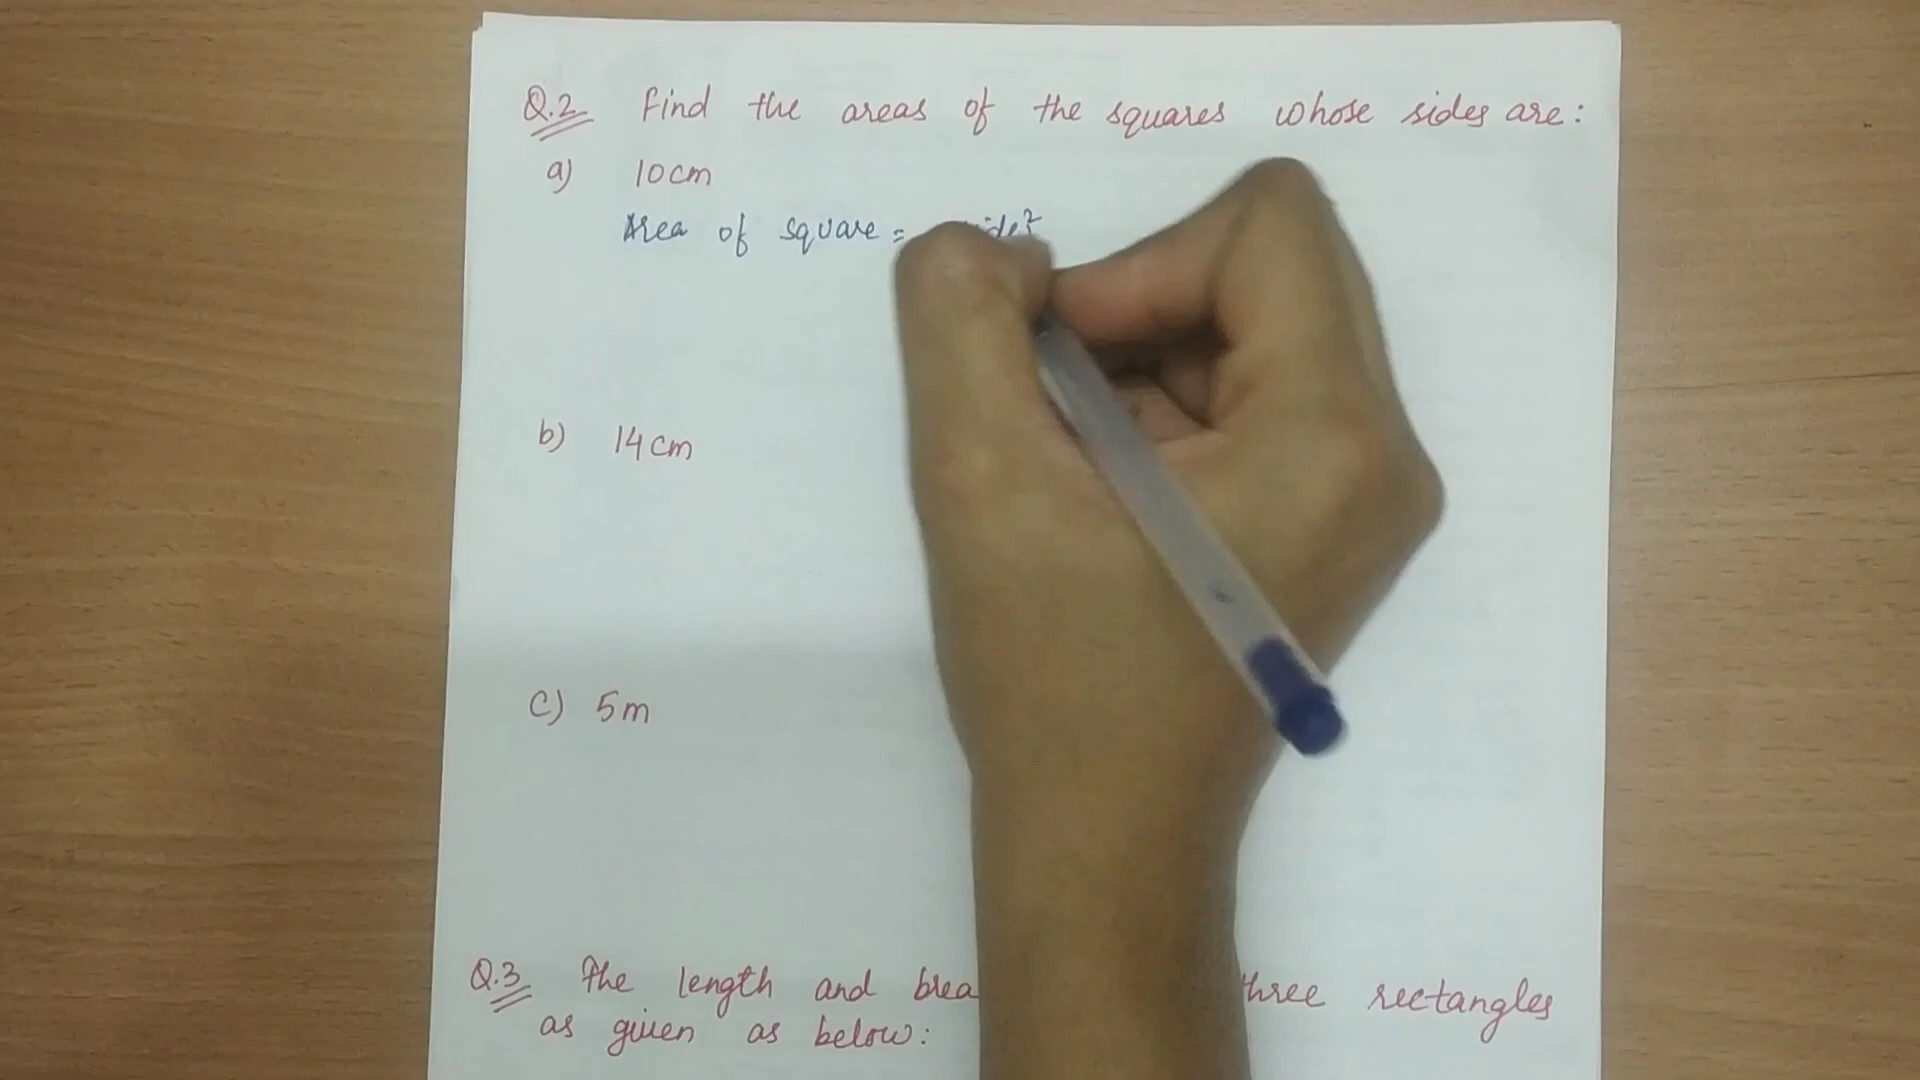 Q.2 Find the areas of the squares whose sides are:
a) 10cm
Area of square =
b) 14cm
c) 5m
Q.3 The length and three rectangles
as given as below: